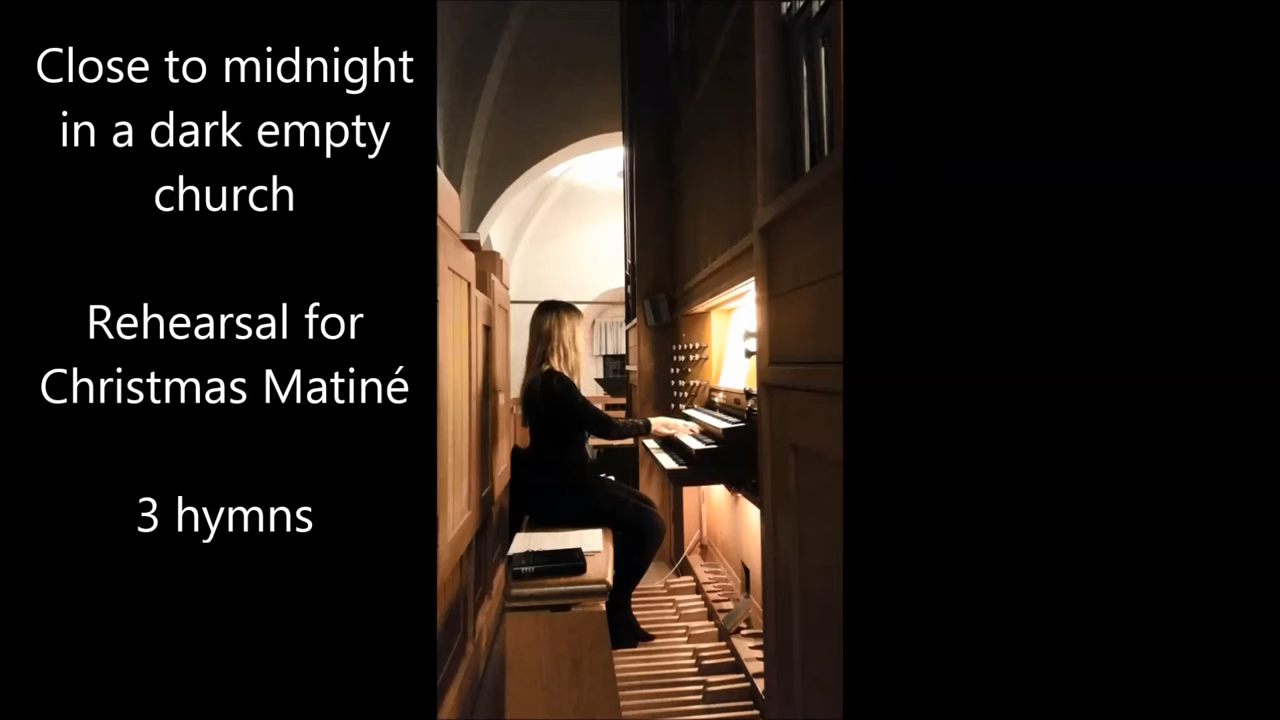 Close to midnight
in a dark empty
church
Rehearsal for
Christmas Matiné
3 hymns